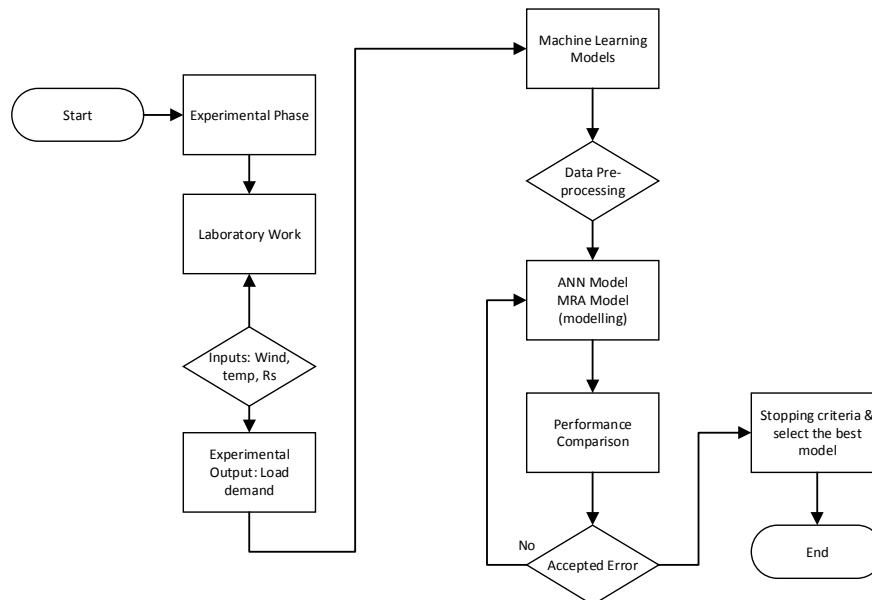 Start
Experimental Phase
Laboratory Work
Inputs: Wind,
temp, Rs
Experimental
Output: Load
demand
Machine Learning
Models
Data Pre-
processing
ANN Model
MRA Model
(modelling)
Performance
Comparison
Accepted Error
No
Stopping criteria &
select the best
model
End